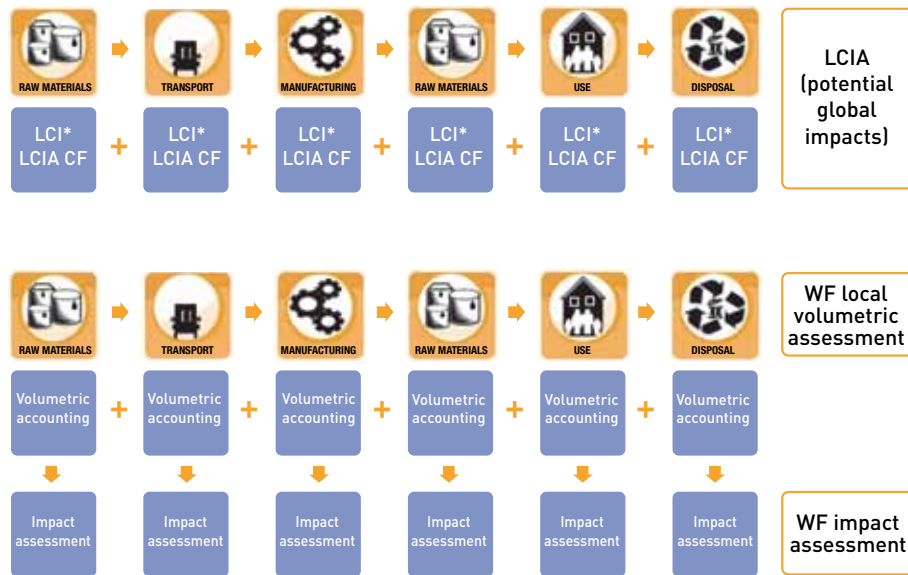 RAW MATERIALS
TRANSPORT
MANUFACTURING
RAW MATERIALS
USE
DISPOSAL
LCI*
LCIA CF
+
LCI*
LCIA CF
+
LCI*
LCIA CF
+
LCI*
LCIA CF
+
LCI*
LCIA CF
+
LCI*
LCIA CF
LCIA
(potential
global
impacts)
RAW MATERIALS
TRANSPORT
MANUFACTURING
RAW MATERIALS
USE
DISPOSAL
WF local
volumetric
assessment
Volumetric
accounting
+
Volumetric
accounting
+
Volumetric
accounting
+
Volumetric
accounting
+
Volumetric
accounting
+
Volumetric
accounting
Impact
assessment
Impact
assessment
Impact
assessment
Impact
assessment
Impact
assessment
Impact
assessment
WF impact
assessment